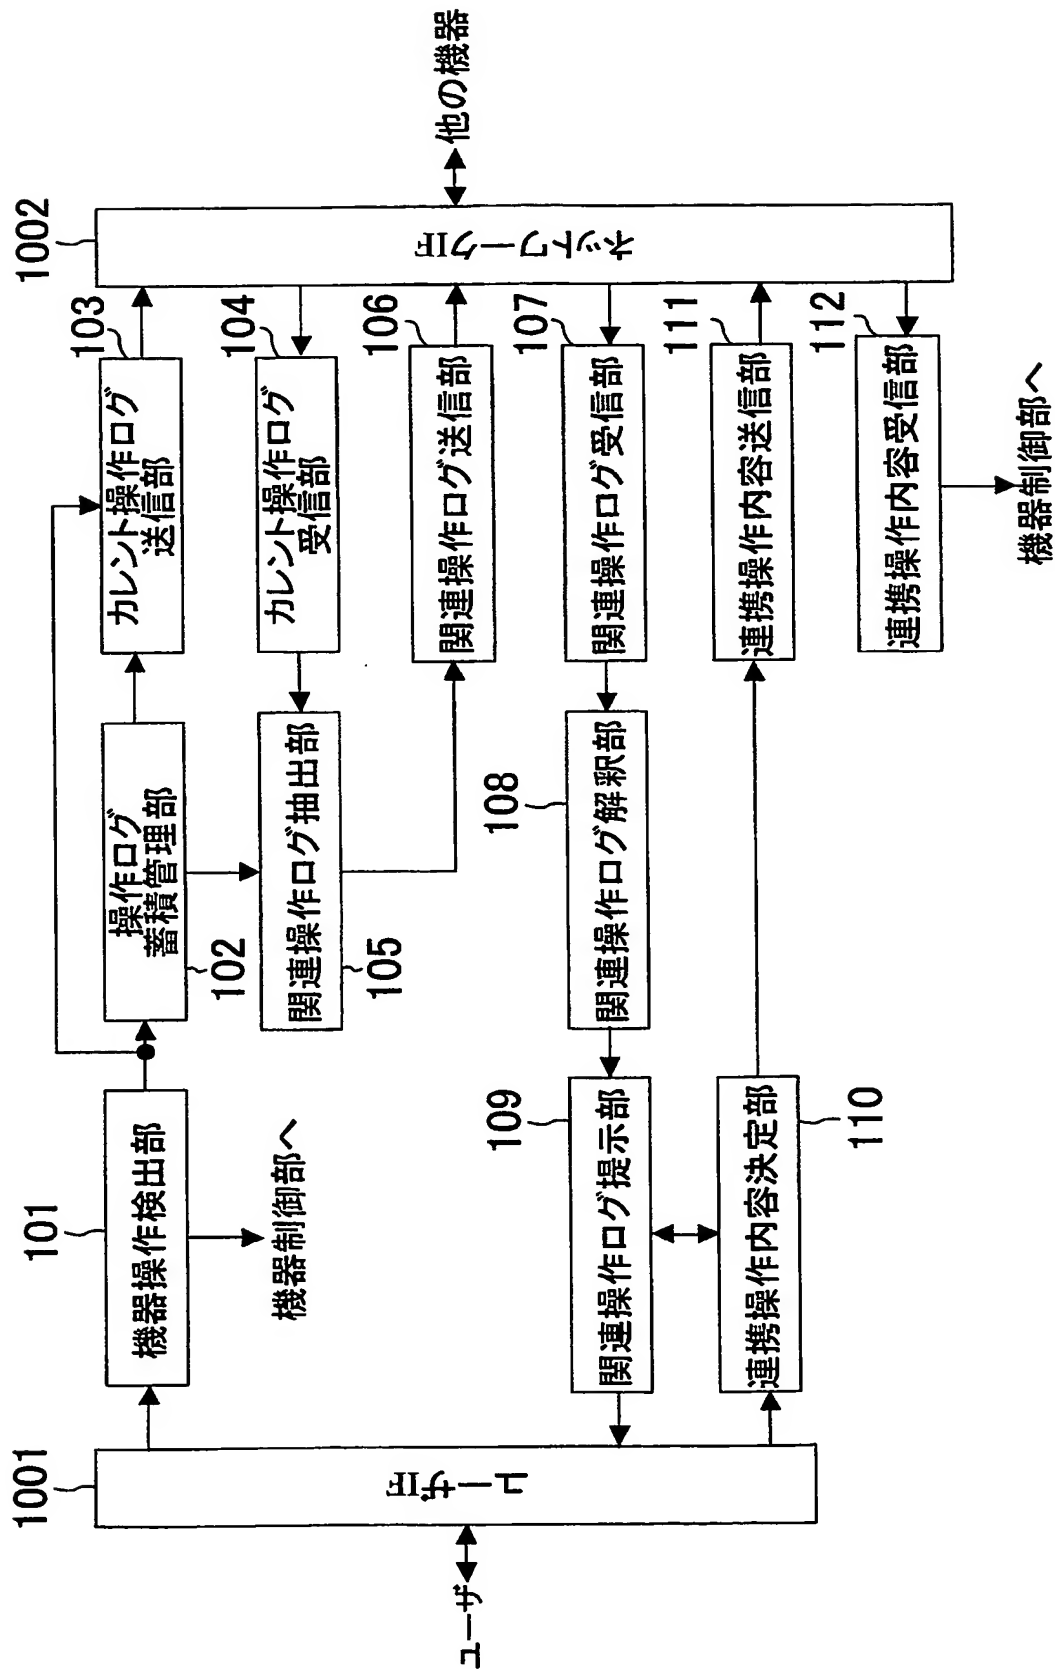 ユーザ
1001
ユーザIF
101
機器操作検出部
機器制御部へ
操作ログ
蓄積管理部
102
103
カレント操作ログ
送信部
104
カレント操作ログ
受信部
関連操作ログ抽出部
105
106
関連操作ログ送信部
107
関連操作ログ受信部
108
関連操作ログ解釈部
109
関連操作ログ提示部
連携操作内容決定部
110
111
連携操作内容送信部
112
連携操作内容受信部
機器制御部へ
1002
ネットワークIF
他の機器